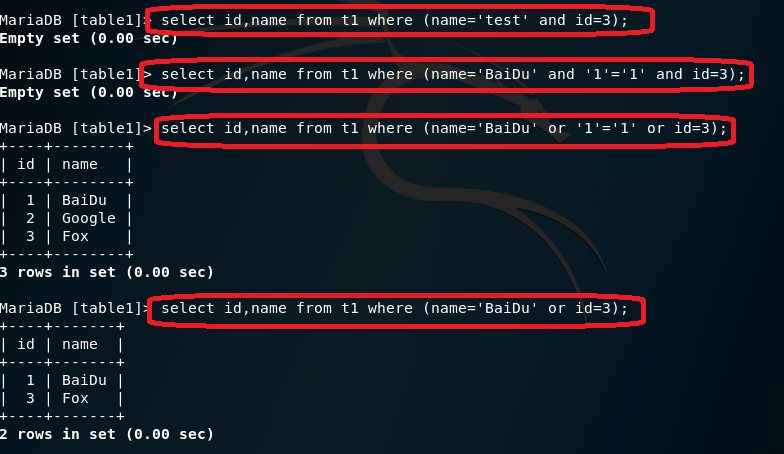 MariaDB [table1]> select id,name from t1 where (name='test' and id=3);
Empty set (0.00 sec)
MariaDB [table1]> select id,name from t1 where (name='BaiDu' and '1'='1' and id=3);
Empty set (0.00 sec)
MariaDB [table1]> select id,name from t1 where (name='BaiDu' or '1'='1' or id=3);
+----+--------+
| id | name   |
+----+--------+
|  1 | BaiDu  |
|  2 | Google |
|  3 | Fox    |
+----+--------+
3 rows in set (0.00 sec)
MariaDB [table1]> select id,name from t1 where (name='BaiDu' or id=3);
+----+-------+
| id | name  |
+----+-------+
|  1 | BaiDu |
|  3 | Fox   |
+----+-------+
2 rows in set (0.00 sec)